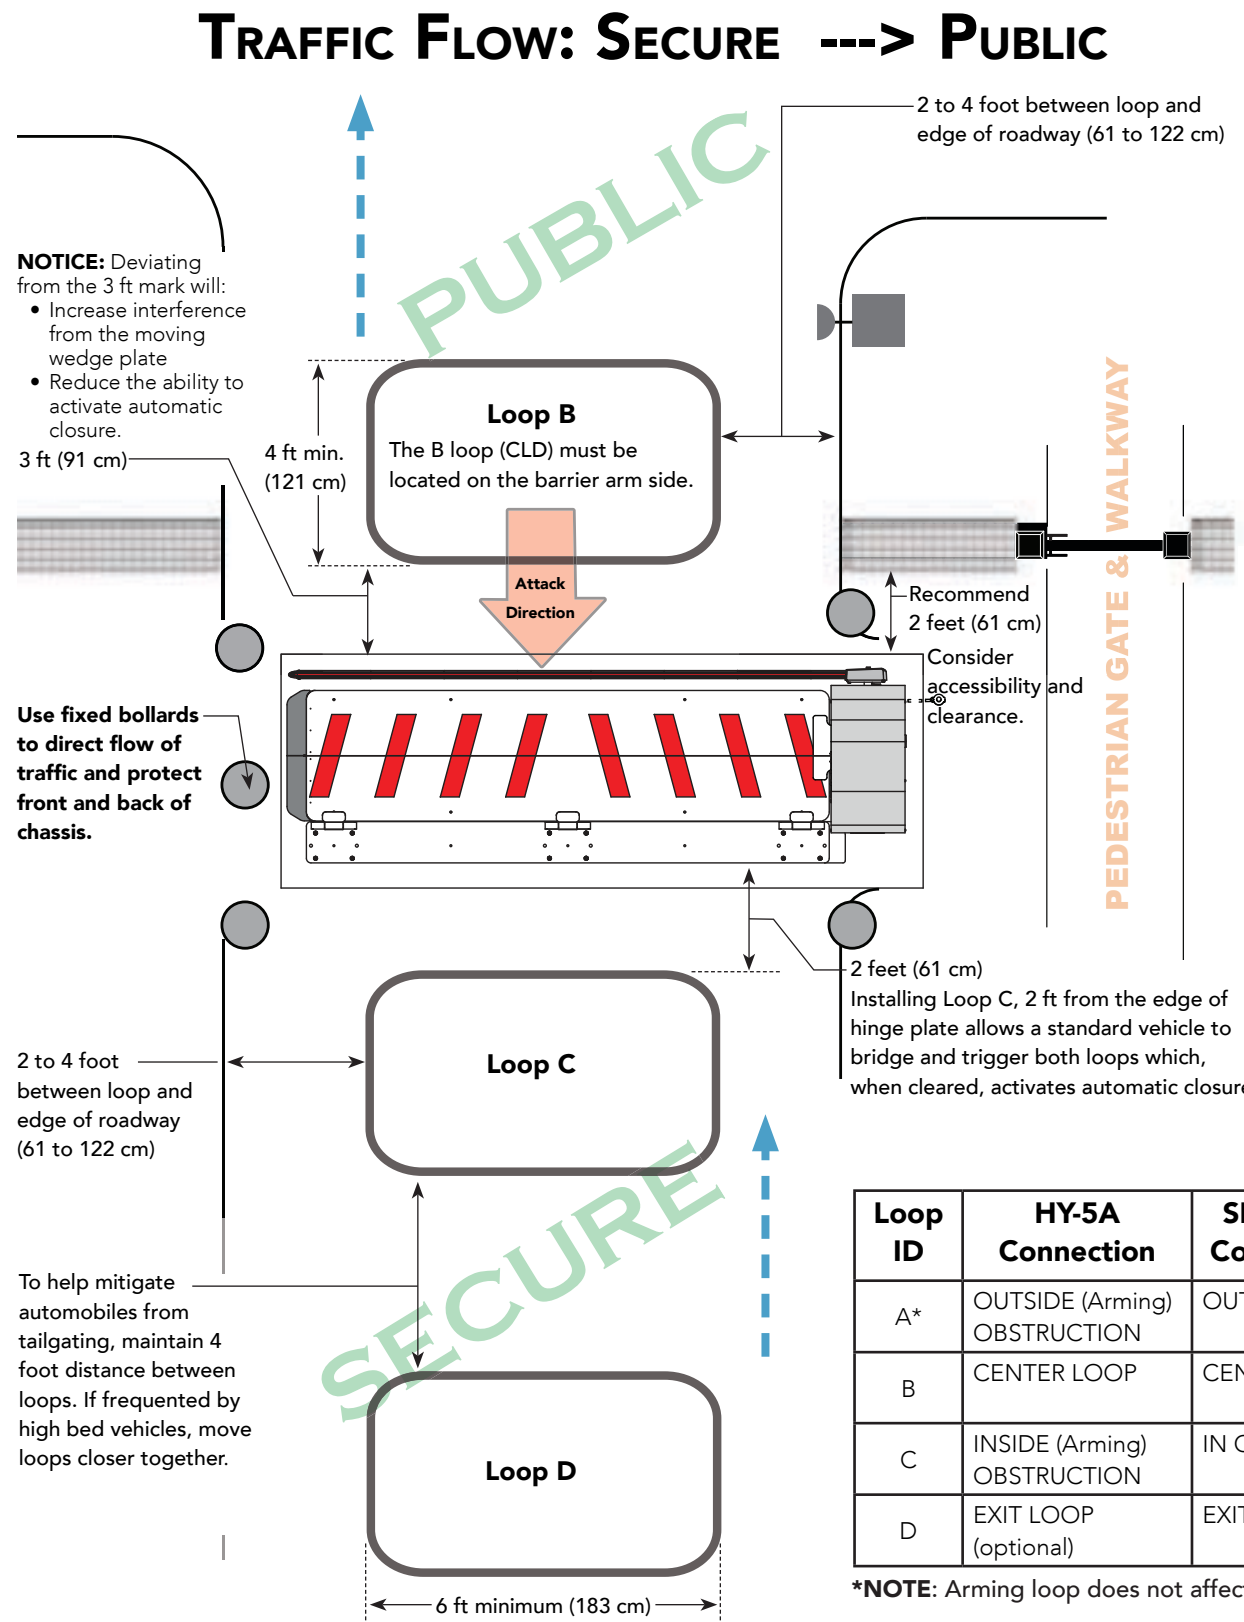 TRAFFIC FLOW: SECURE ---> PUBLIC
2 to 4 foot between loop and
edge of roadway (61 to 122 cm)
PUBLIC
NOTICE: Deviating
from the 3 ft mark will:
• Increase interference
from the moving
wedge plate
• Reduce the ability to
activate automatic
closure.
3 ft (91 cm)
4 ft min.
(121 cm)
Loop B
The B loop (CLD) must be
located on the barrier arm side.
Attack
Direction
PEDESTRIAN GATE & WALKWAY
Recommend
2 feet (61 cm)
Consider
accessibility and
clearance.
Use fixed bollards
to direct flow of
traffic and protect
front and back of
chassis.
2 feet (61 cm)
Installing Loop C, 2 ft from the edge of
hinge plate allows a standard vehicle to
bridge and trigger both loops which,
when cleared, activates automatic closure
Loop C
2 to 4 foot
between loop and
edge of roadway
(61 to 122 cm)
SECURE
To help mitigate
automobiles from
tailgating, maintain 4
foot distance between
loops. If frequented by
high bed vehicles, move
loops closer together.
Loop D
6 ft minimum (183 cm)
Loop ID HY-5A Connection
A* OUTSIDE (Arming) OBSTRUCTION
B CENTER LOOP
C INSIDE (Arming) OBSTRUCTION IN
D EXIT LOOP (optional) EXIT
*NOTE: Arming loop does not affect